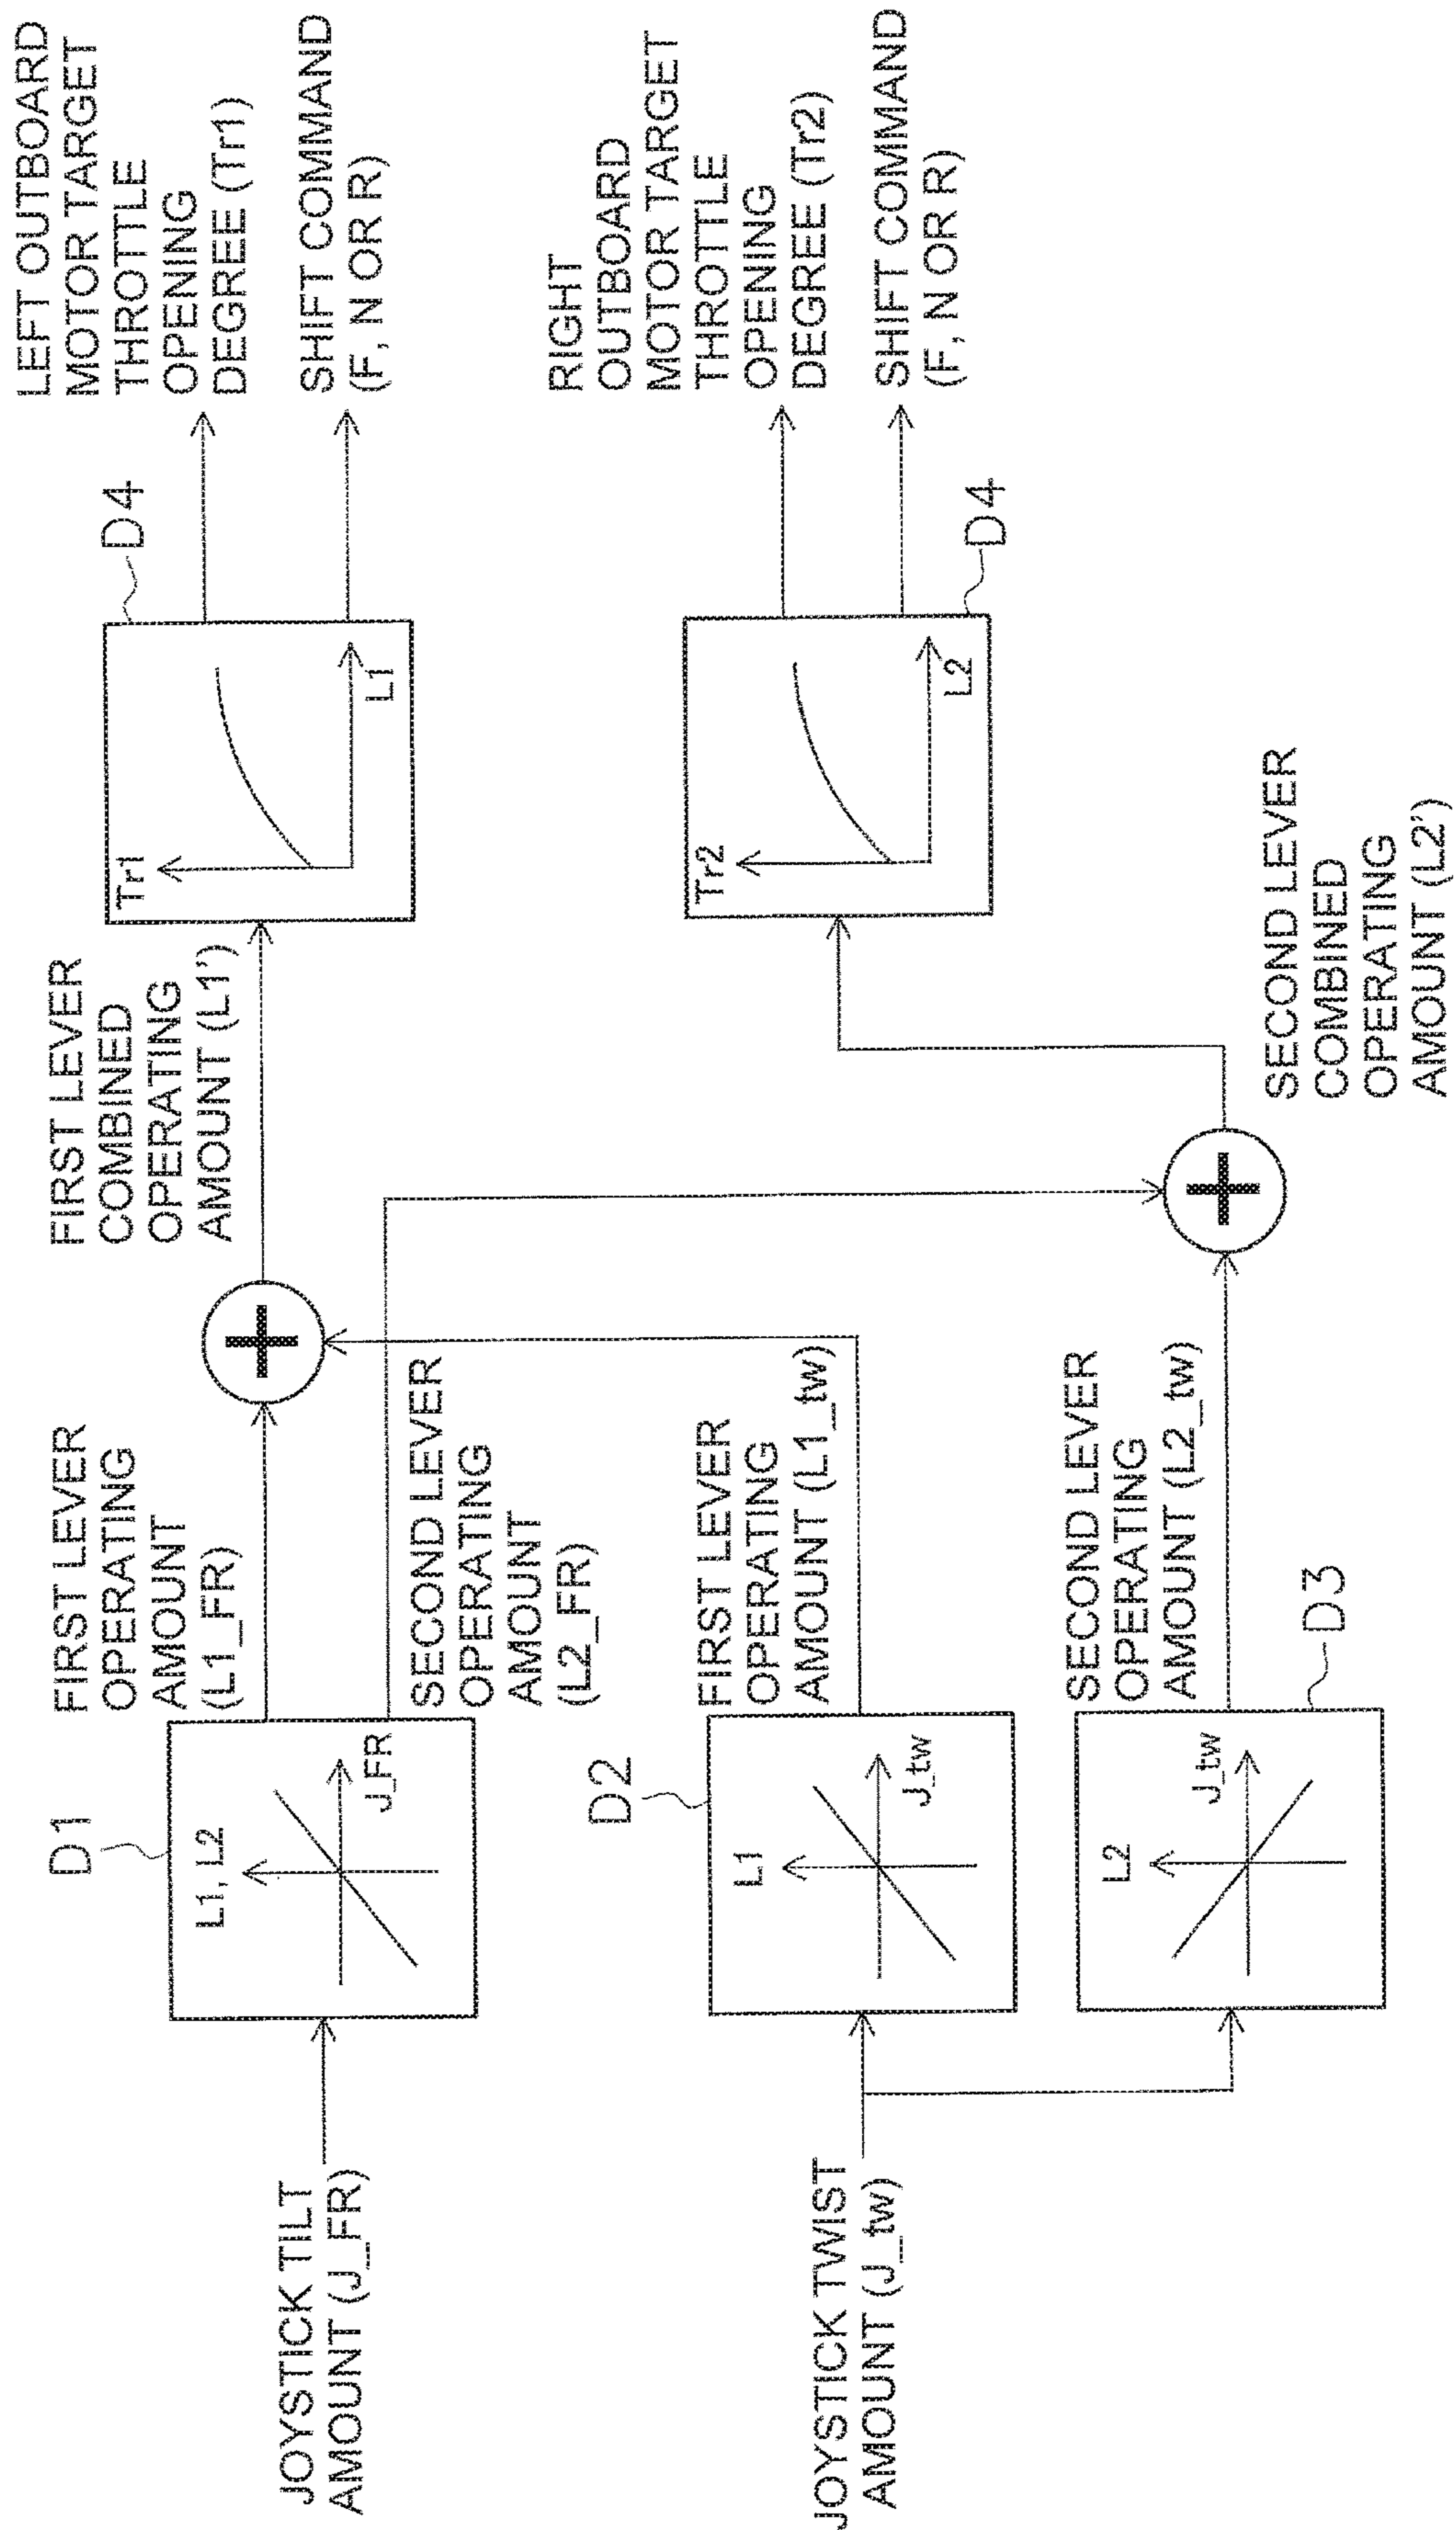 JOYSTICK TILT
AMOUNT (J_FR)
D1
L1, L2
J_FR
FIRST LEVER
OPERATING
AMOUNT
(L1_FR)
SECOND LEVER
OPERATING
AMOUNT
(L2_FR)
FIRST LEVER
COMBINED
OPERATING
AMOUNT (L1')
Tr1
L1
D4
LEFT OUTBOARD
MOTOR TARGET
THROTTLE
OPENING
DEGREE (Tr1)
SHIFT COMMAND
(F, N OR R)
JOYSTICK TWIST
AMOUNT (J_tw)
D2
L1
J_tw
FIRST LEVER
OPERATING
AMOUNT (L1_tw)
L2
J_tw
D3
SECOND LEVER
OPERATING
AMOUNT (L2_tw)
SECOND LEVER
COMBINED
OPERATING
AMOUNT (L2')
Tr2
L2
D4
RIGHT
OUTBOARD
MOTOR TARGET
THROTTLE
OPENING
DEGREE (Tr2)
SHIFT COMMAND
(F, N OR R)